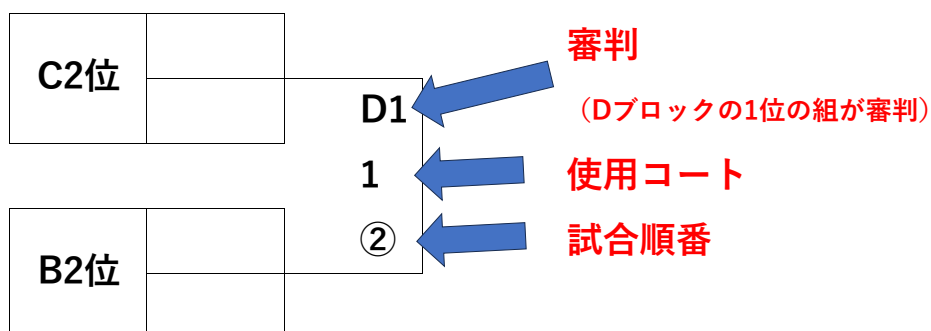 審判
C2位
D1
（Dブロックの1位の組が審判）
1
使用コート
②
試合順番
B2位